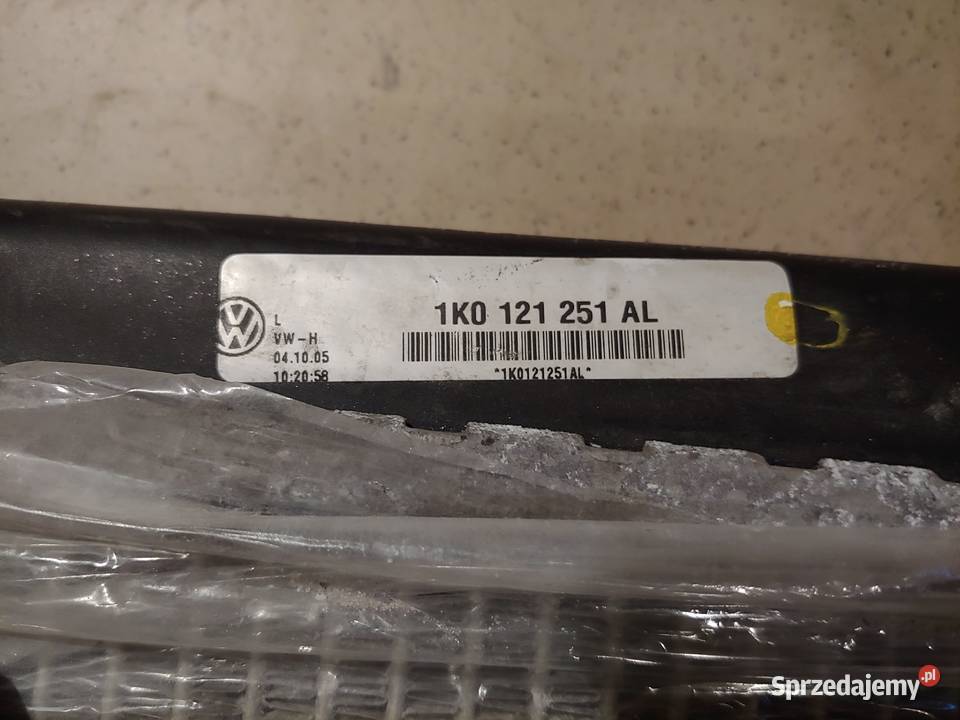 1K0 121 251 AL
L
VW-H
04.10.05
10:20:58
*1K0121251AL*
Sprzedajemy.pl